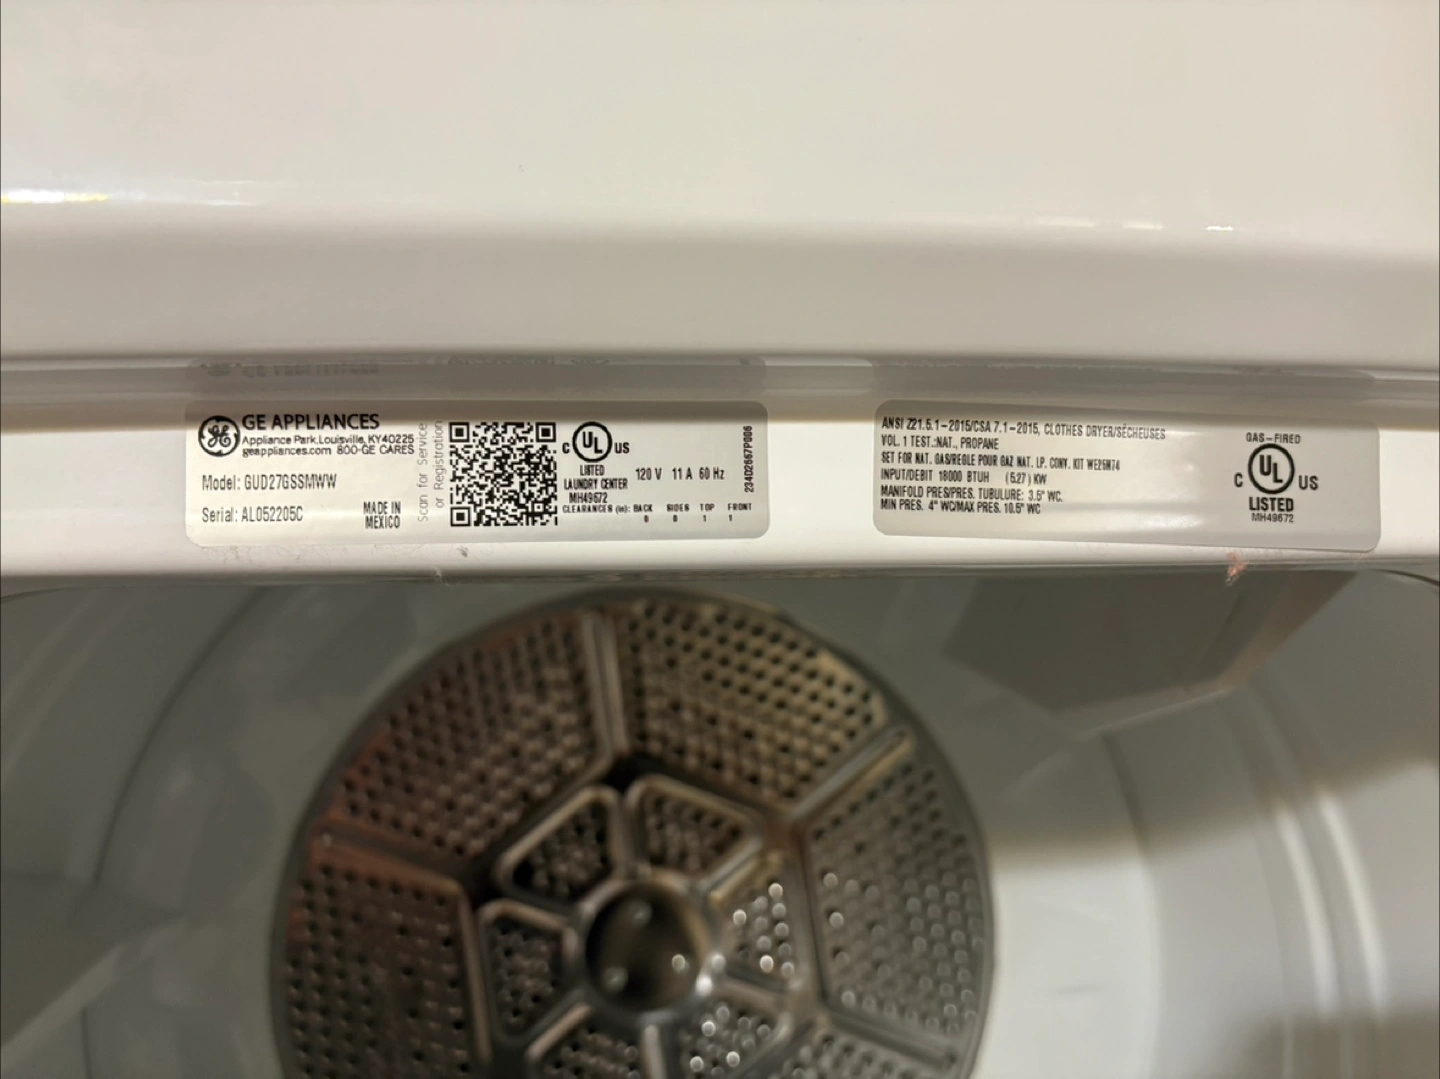 GE APPLIANCES
Appliance Park, Louisville, KY40225
geappliances.com 800-GE CARES
Model: GUD27GSSMWW
Serial: AL052205C
MADE IN
MEXICO
Scan for Service
or Registration
C UL US
LISTED
LAUNDRY CENTER
MH49672
120 V 11 A 60 Hz
CLEARANCES (in): BACK SIDES TOP FRONT
0 0 1 1
234D2667P006
ANSI Z21.5.1-2015/CSA 7.1-2015, CLOTHES DRYER/SÉCHEUSES
VOL. 1 TEST.:NAT., PROPANE
SET FOR NAT. GAS/REGLE POUR GAZ NAT. LP. CONV. KIT WE25M74
INPUT/DEBIT 18000 BTUH (5.27) KW
MANIFOLD PRES/PRES. TUBULURE: 3.5" WC.
MIN PRES. 4" WC/MAX PRES. 10.5" WC
GAS-FIRED
C UL US
LISTED
MH49672